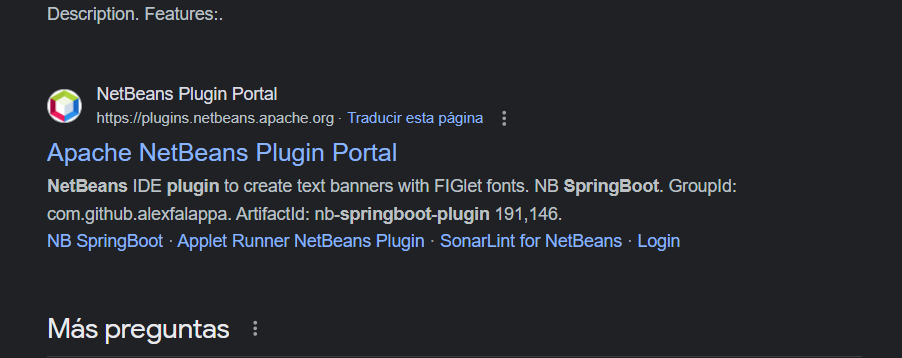 Description. Features:.
NetBeans Plugin Portal
https://plugins.netbeans.apache.org · Traducir esta página
Apache NetBeans Plugin Portal
NetBeans IDE plugin to create text banners with FIGlet fonts. NB SpringBoot. GroupId:
com.github.alexfalappa. ArtifactId: nb-springboot-plugin 191,146.
NB SpringBoot · Applet Runner NetBeans Plugin · SonarLint for NetBeans · Login
Más preguntas